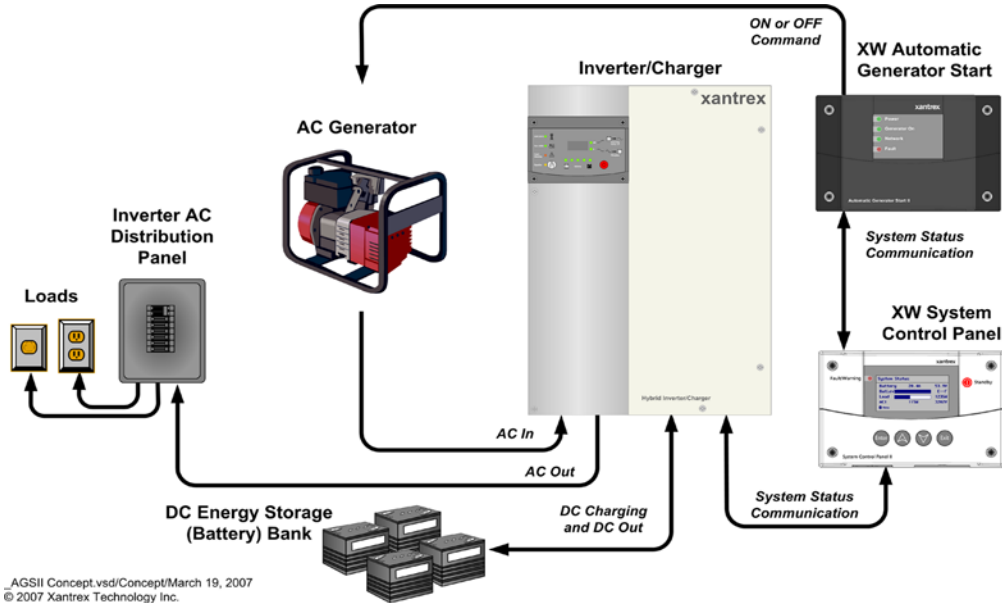 ON or OFF
Command
XW Automatic
Generator Start
Inverter/Charger
xantrex
xantrex
Power
Generator On
Network
Fault
Automatic Generator Start II
AC Generator
Inverter AC
Distribution
Panel
System Status
Communication
Loads
XW System
Control Panel
xantrex
Fault/Warning
System Status
Battery
Load
Standby
Enter
Exit
System Control Panel II
Hybrid Inverter/Charger
AC In
AC Out
DC Charging
and DC Out
System Status
Communication
DC Energy Storage
(Battery) Bank
_AGSII Concept.vsd/Concept/March 19, 2007
© 2007 Xantrex Technology Inc.